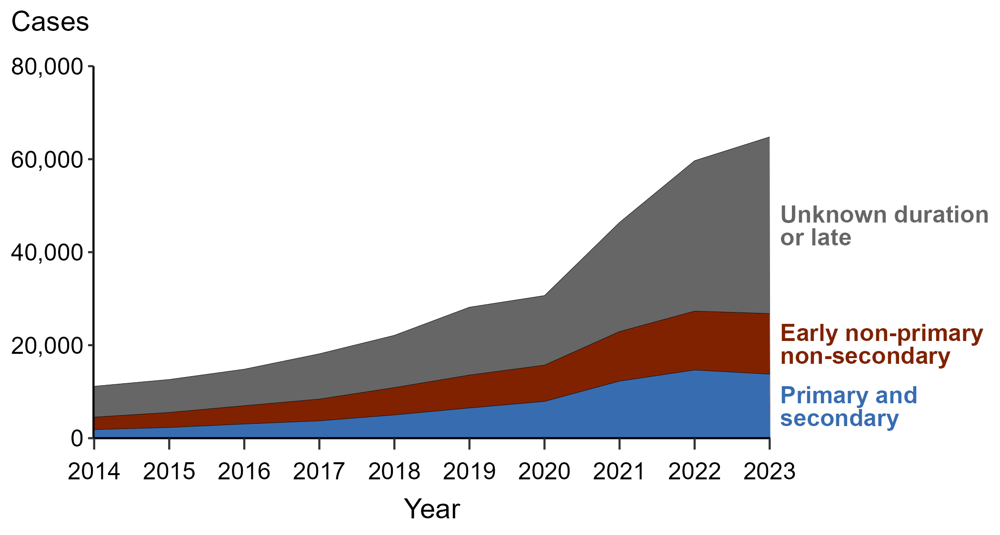 Cases
80,000
60,000
40,000
20,000
0
2014 2015 2016 2017 2018 2019 2020 2021 2022 2023
Year
Unknown duration
or late
Early non-primary
non-secondary
Primary and
secondary